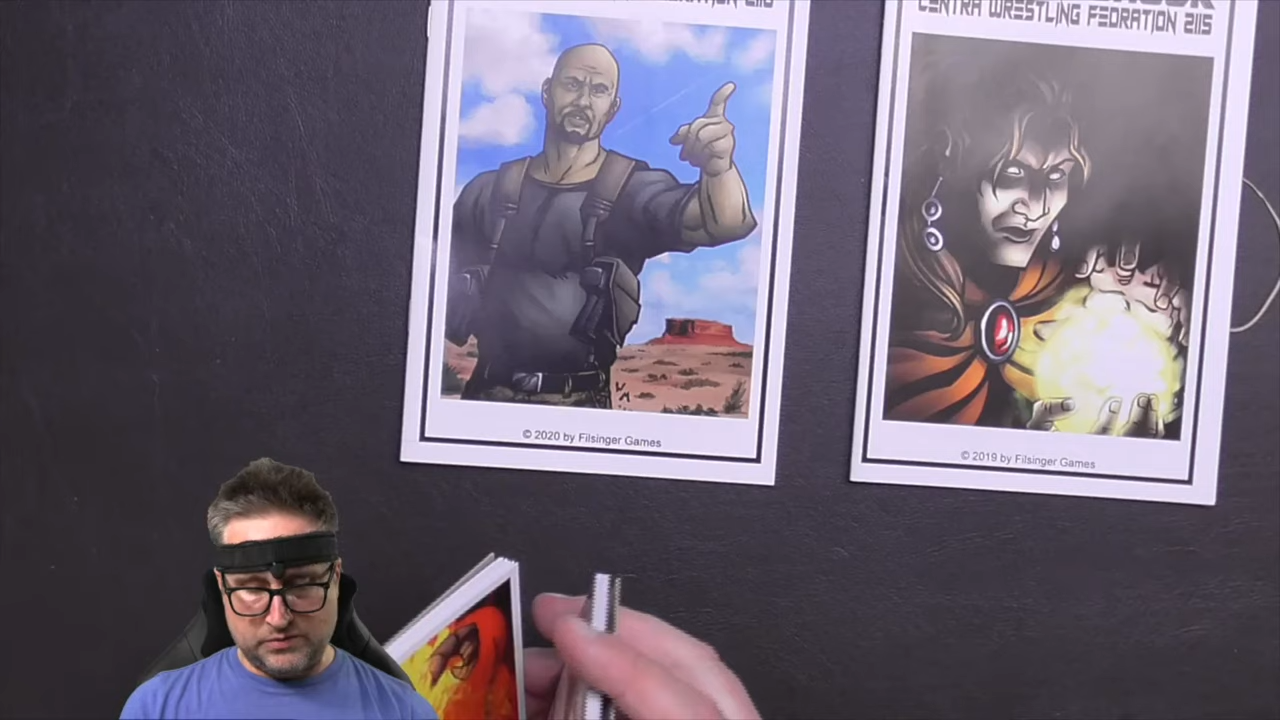 CENTRA WRESTLING FEDRATION 2115
© 2020 by Filsinger Games
© 2019 by Filsinger Games